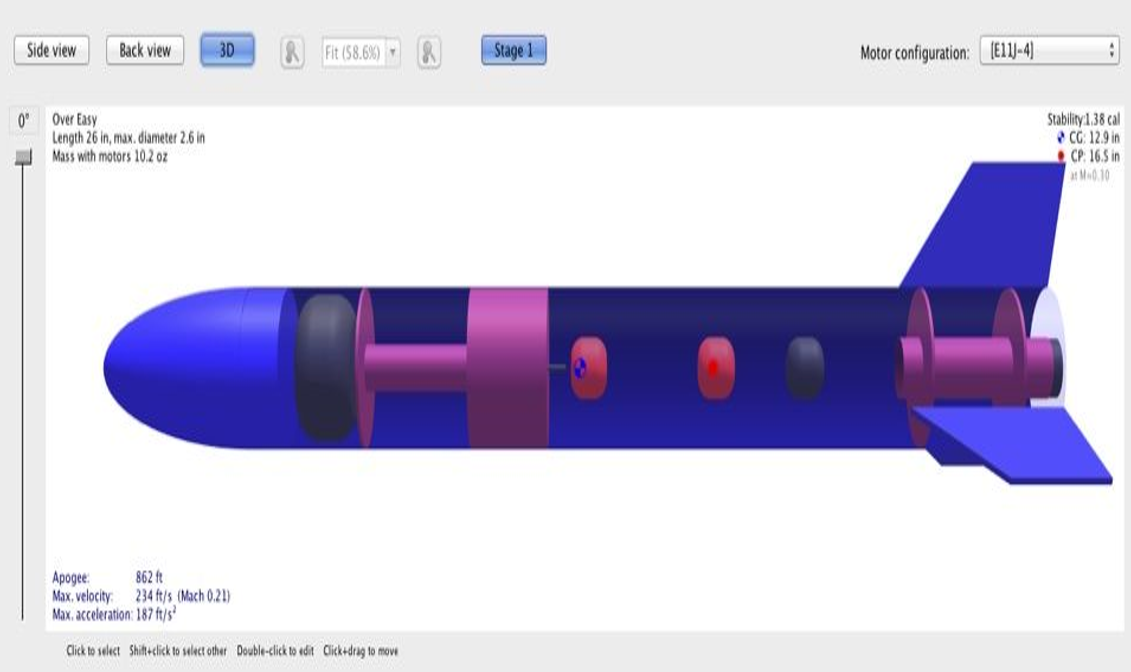 Side view Back view 3D Fit (58.6%) Stage 1 Motor configuration: [E11J-4]
0°
Over Easy
Length 26 in, max. diameter 2.6 in
Mass with motors 10.2 oz
Stability:1.38 cal
CG: 12.9 in
CP: 16.5 in
at M=0.30
Apogee: 862 ft
Max. velocity: 234 ft/s (Mach 0.21)
Max. acceleration: 187 ft/s²
Click to select Shift+click to select other Double-click to edit Click+drag to move